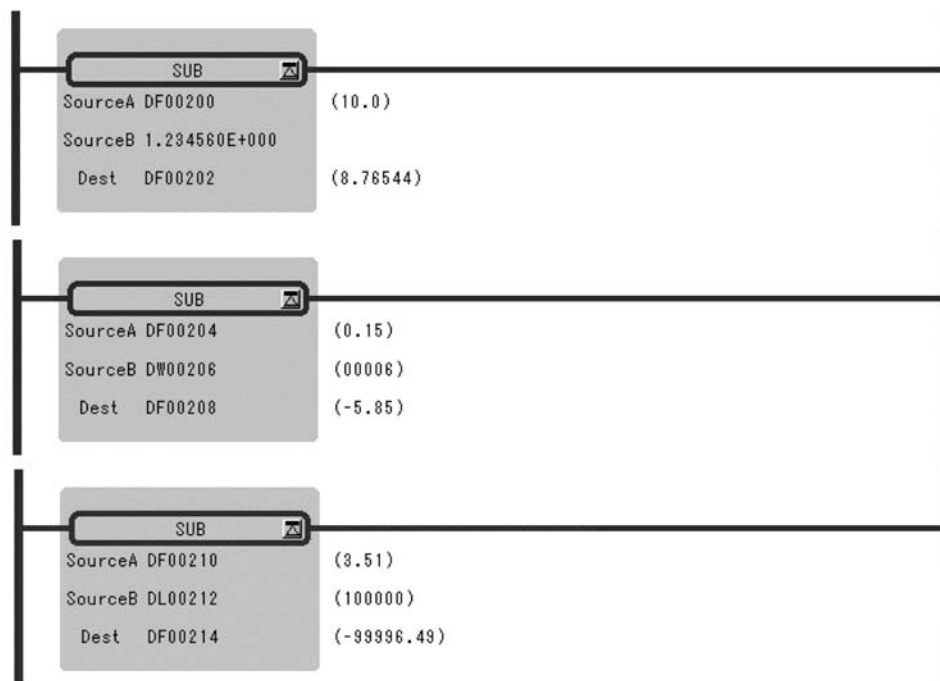 SUB
SourceA DF00200 (10.0)
SourceB 1.234560E+000
Dest DF00202 (8.76544)
SUB
SourceA DF00204 (0.15)
SourceB DW00206 (00006)
Dest DF00208 (-5.85)
SUB
SourceA DF00210 (3.51)
SourceB DL00212 (100000)
Dest DF00214 (-99996.49)